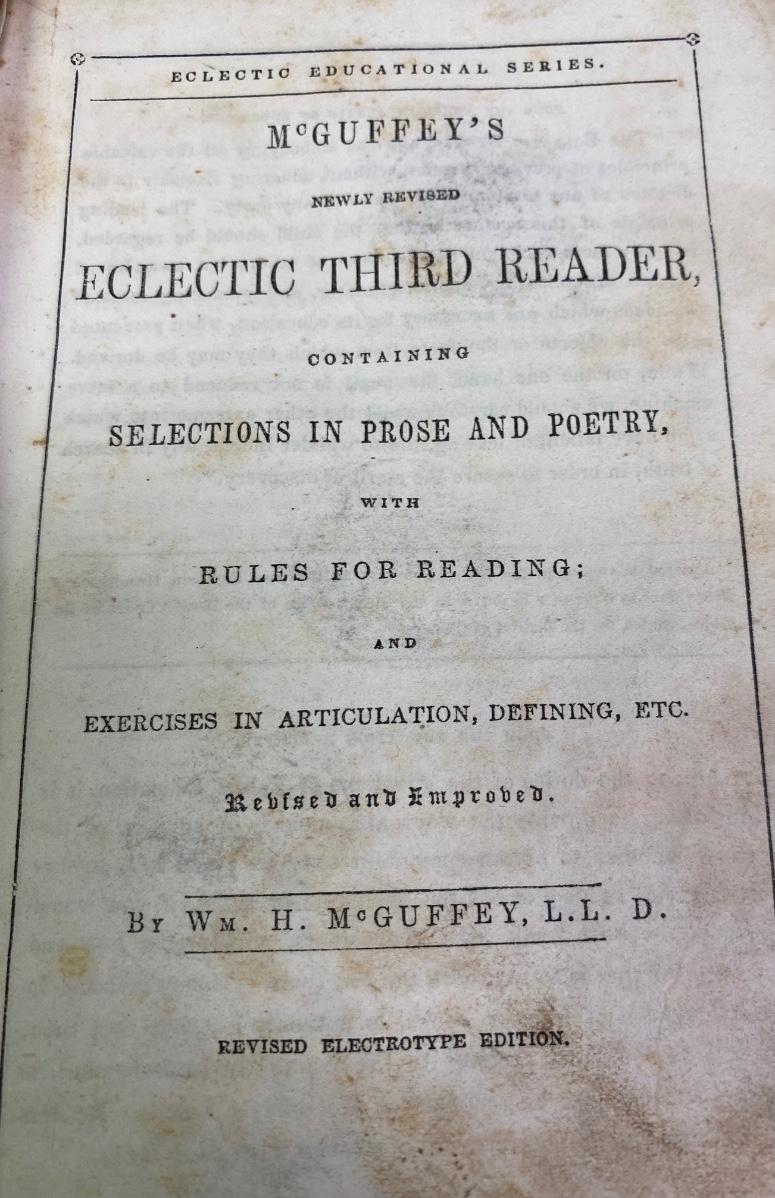 ECLECTIC EDUCATIONAL SERIES.
McGUFFEY'S
NEWLY REVISED
ECLECTIC THIRD READER,
CONTAINING
SELECTIONS IN PROSE AND POETRY,
WITH
RULES FOR READING;
AND
EXERCISES IN ARTICULATION, DEFINING, ETC.
Revised and Improved.
By Wm. H. McGUFFEY, L.L. D.
REVISED ELECTROTYPE EDITION.